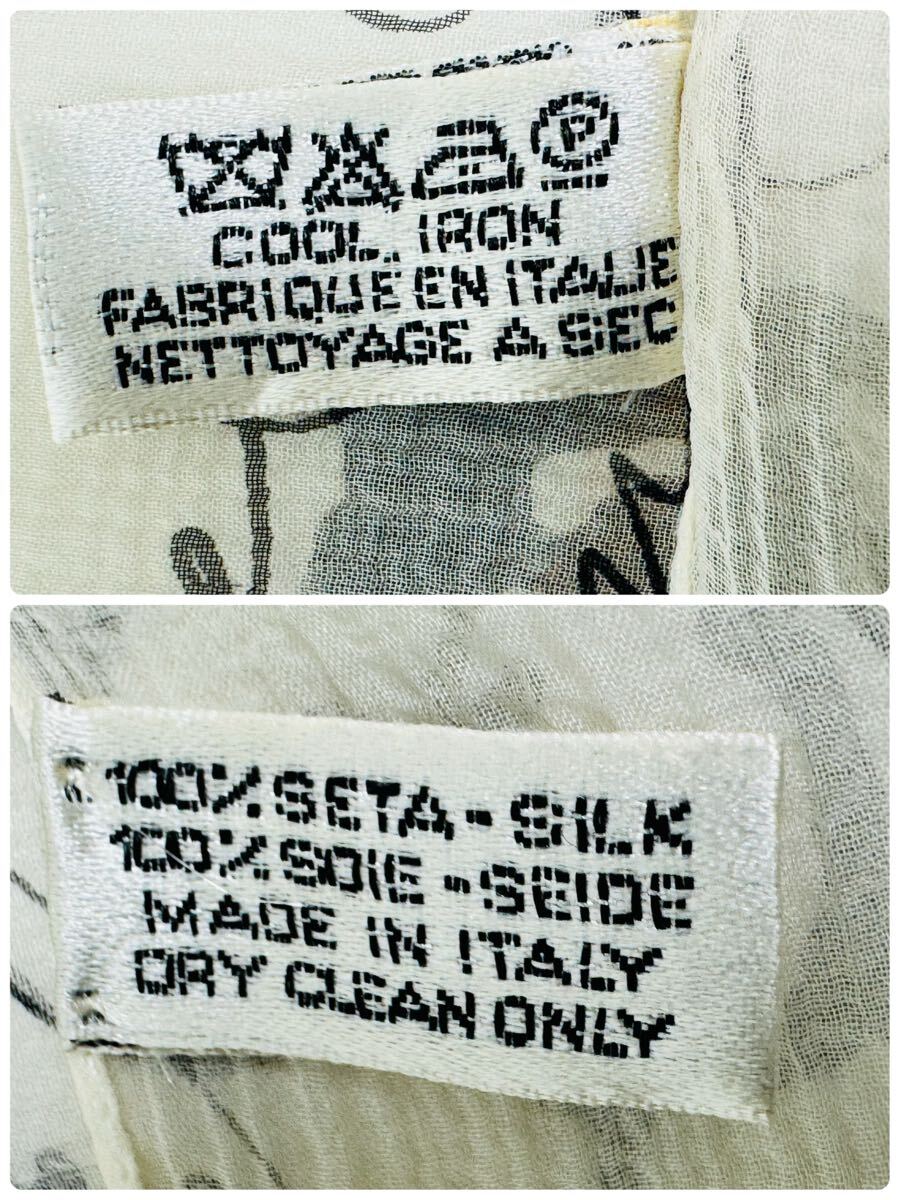 P
COOL IRON
FABRIQUE EN ITALIE
NETTOYAGE A SEC
100% SETA - SILK
100% SOIE - SEIDE
MADE IN ITALY
DRY CLEAN ONLY